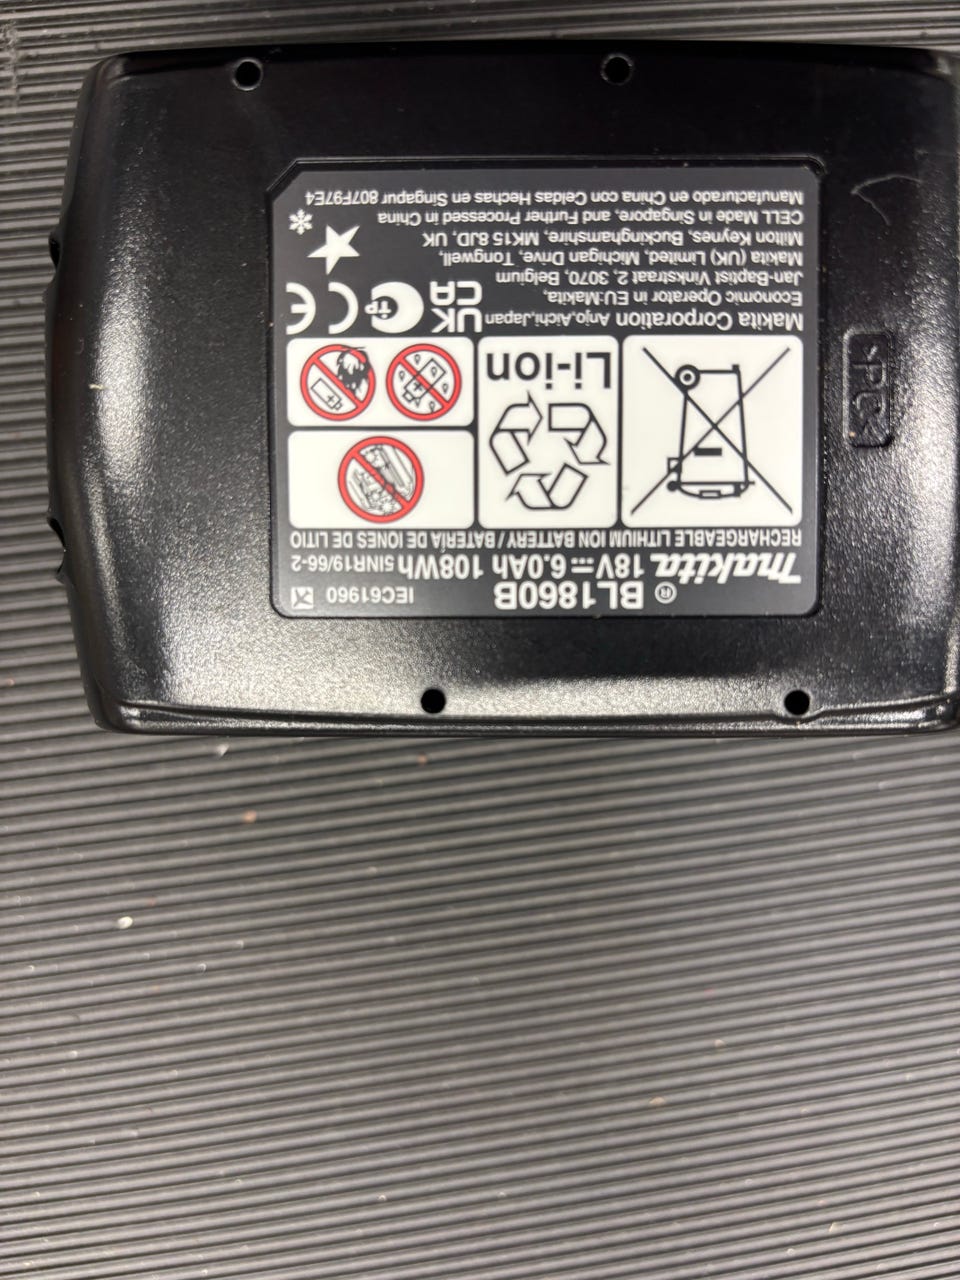 makita® BL1860B IEC61960
18V⎓6.0Ah 108Wh 5INR19/66-2
RECHARGEABLE LITHIUM ION BATTERY / BATERÍA DE IONES DE LITIO
Li-ion
Makita Corporation Anjo,Aichi,Japan
Economic Operator in EU:Makita,
Jan-Baptist Vinkstraat 2, 3070, Belgium
Makita (UK) Limited, Michigan Drive, Tongwell,
Milton Keynes, Buckinghamshire, MK15 8JD, UK
CELL Made in Singapore, and Further Processed in China
Manufacturado en China con Celdas Hechas en Singapur 807F97E4
UK CA
TP
CE
>PC<